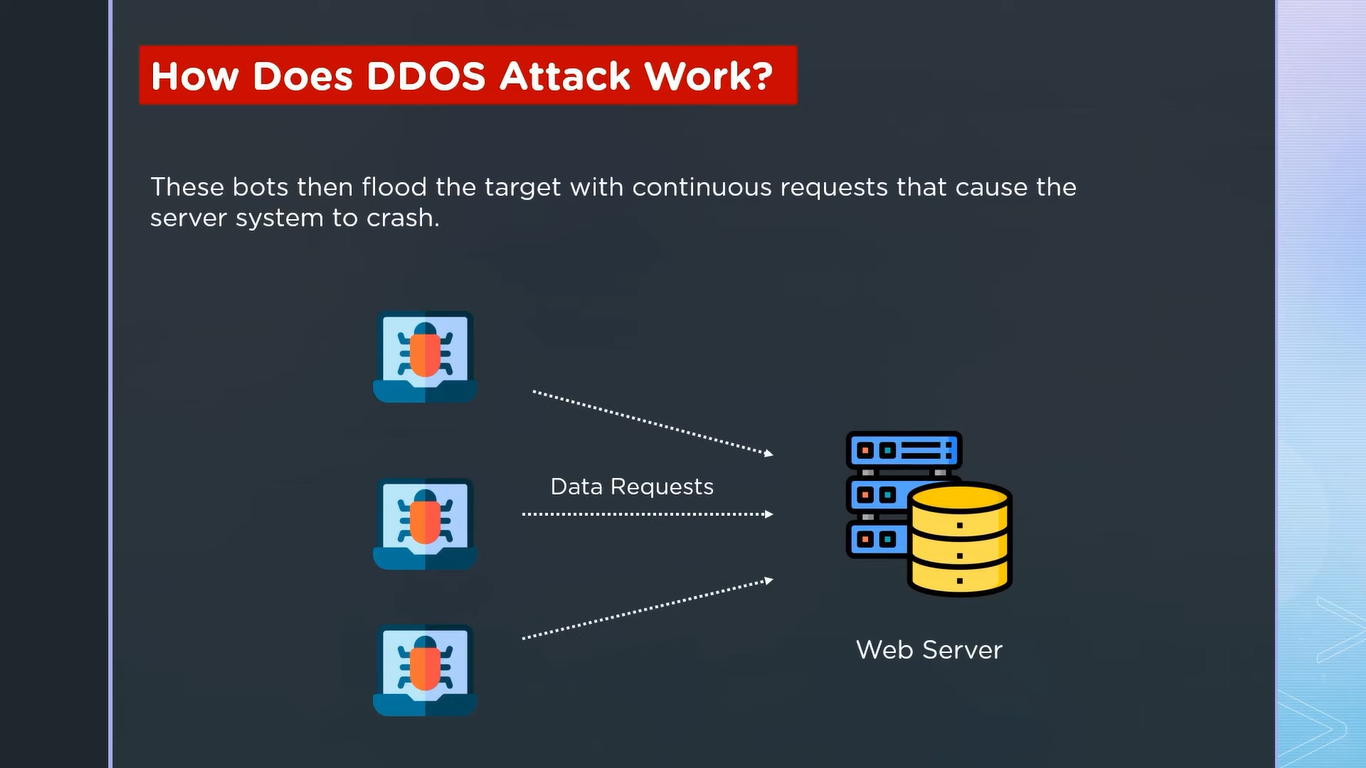 How Does DDOS Attack Work?
These bots then flood the target with continuous requests that cause the
server system to crash.
Data Requests
Web Server